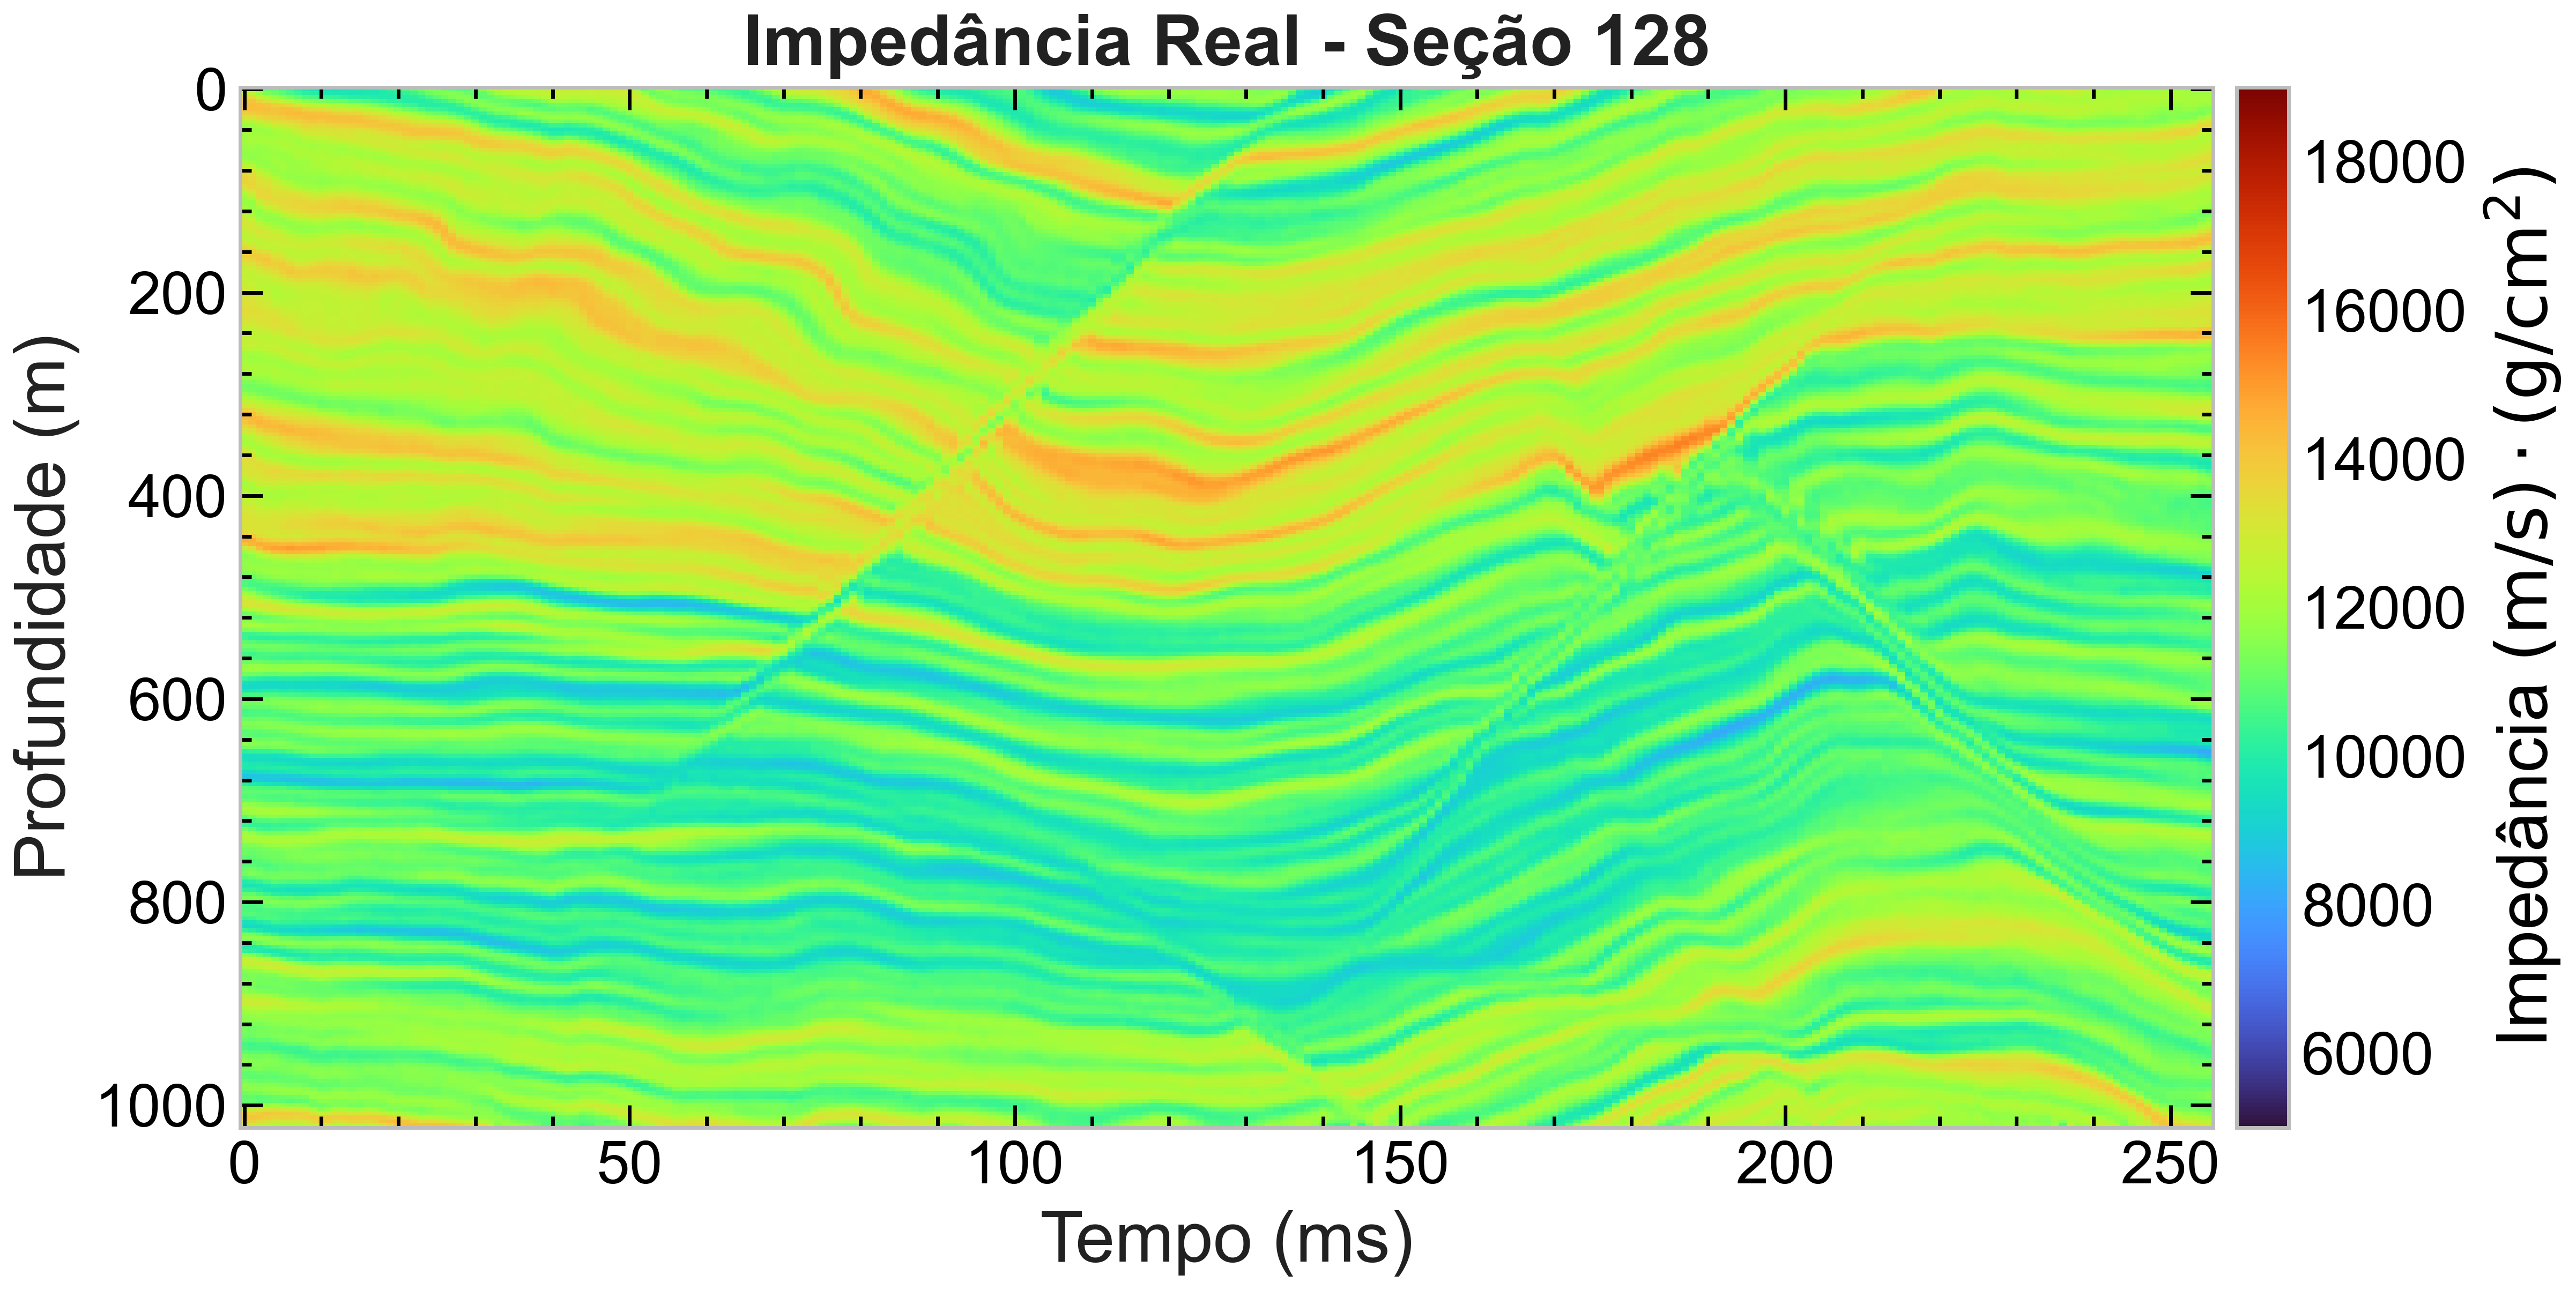 Impedância Real - Seção 128
0
200
400
600
800
1000
Profundidade (m)
0 50 100 150 200 250
Tempo (ms)
18000
16000
14000
12000
10000
8000
6000
Impedância (m/s) · (g/cm²)